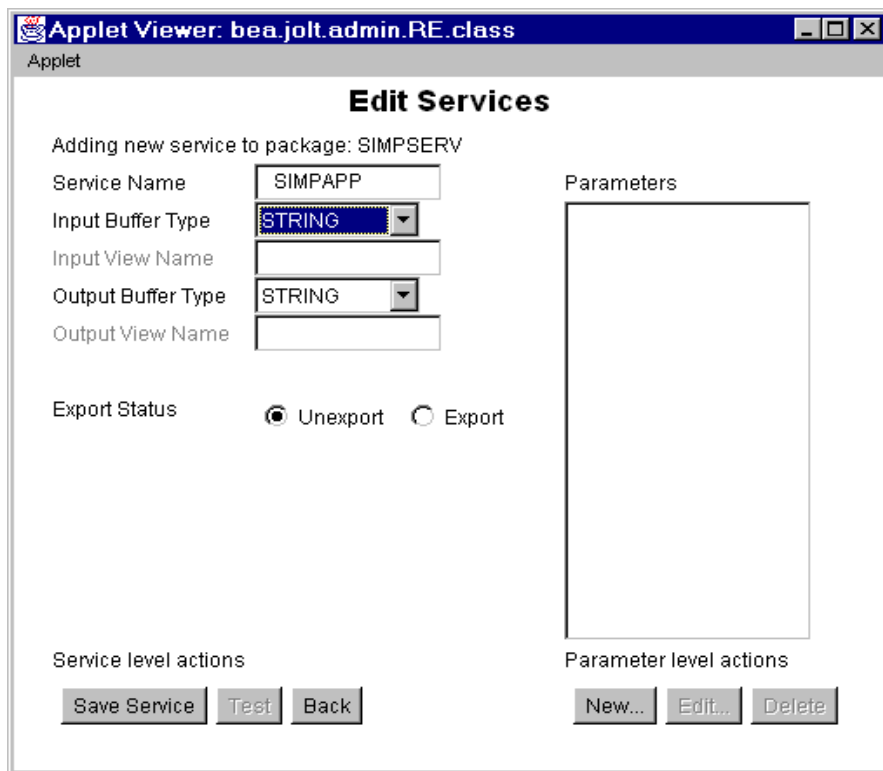 Applet Viewer: bea.jolt.admin.RE.class
Applet
Edit Services
Adding new service to package: SIMPSERV
Service Name SIMPAPP Parameters
Input Buffer Type STRING
Input View Name
Output Buffer Type STRING
Output View Name
Export Status Unexport Export
Service level actions Parameter level actions
Save Service Test Back New... Edit... Delete